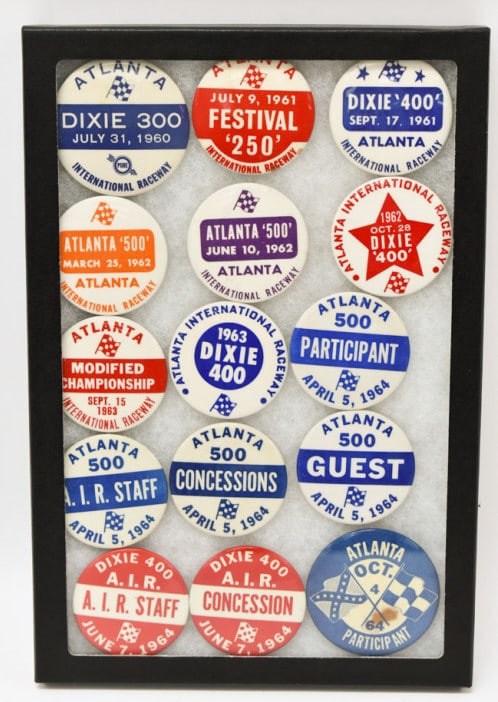 ATLANTA
DIXIE 300
JULY 31, 1960
PURE
INTERNATIONAL RACEWAY
ATLANTA
JULY 9, 1961
FESTIVAL
'250'
INTERNATIONAL RACEWAY
DIXIE '400'
SEPT. 17, 1961
ATLANTA
INTERNATIONAL RACEWAY
ATLANTA '500'
MARCH 25, 1962
ATLANTA
INTERNATIONAL RACEWAY
ATLANTA '500'
JUNE 10, 1962
ATLANTA
INTERNATIONAL RACEWAY
ATLANTA INTERNATIONAL RACEWAY
1962
OCT. 28
DIXIE
'400'
ATLANTA
MODIFIED
CHAMPIONSHIP
SEPT. 15
1963
INTERNATIONAL RACEWAY
• ATLANTA INTERNATIONAL RACEWAY •
1963
DIXIE
400
ATLANTA
500
PARTICIPANT
APRIL 5, 1964
ATLANTA
500
A.I.R. STAFF
APRIL 5, 1964
ATLANTA
500
CONCESSIONS
APRIL 5, 1964
ATLANTA
500
GUEST
APRIL 5, 1964
DIXIE 400
A.I.R.
A.I.R. STAFF
JUNE 7, 1964
DIXIE 400
A.I.R.
CONCESSION
JUNE 7, 1964
ATLANTA
OCT.
4
64
PARTICIPANT